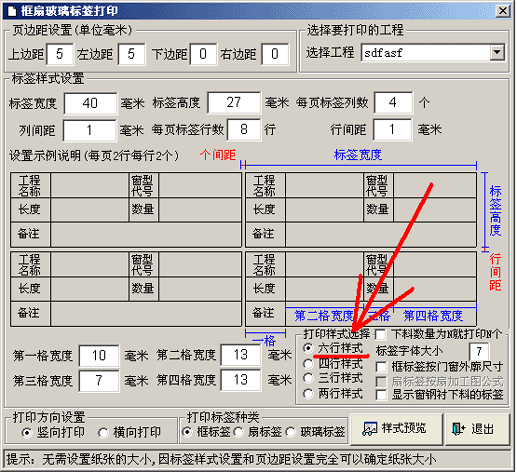 框扇玻璃标签打印
页边距设置(单位毫米)
上边距 5 左边距 5 下边距 0 右边距 0
选择要打印的工程
选择工程 sdfasf
标签样式设置
标签宽度 40 毫米 标签高度 27 毫米 每页标签列数 4 个
列间距 1 毫米 每页标签行数 8 行 行间距 1 毫米
设置示例说明(每页2行每行2个) 个间距 标签宽度
工程名称 窗型代号 工程名称 窗型代号
长度 数量 长度 数量
备注 备注
标签高度
工程名称 窗型代号 工程名称 窗型代号
长度 数量 长度 数量
备注 备注
行间距
第二格宽度 三格 第四格宽度
一格
第一格宽度 10 毫米 第二格宽度 13 毫米
第三格宽度 7 毫米 第四格宽度 13 毫米
打印样式选择
六行样式
四行样式
三行样式
两行样式
下料数量为N就打印N个
标签字体大小 7
框标签按门窗外廓尺寸
扇标签按扇加工图公式
显示窗钢衬下料的标签
打印方向设置
竖向打印 横向打印
打印标签种类
框标签 扇标签 玻璃标签
样式预览 退出
提示: 无需设置纸张的大小,因标签样式设置和页边距设置完全可以确定纸张大小